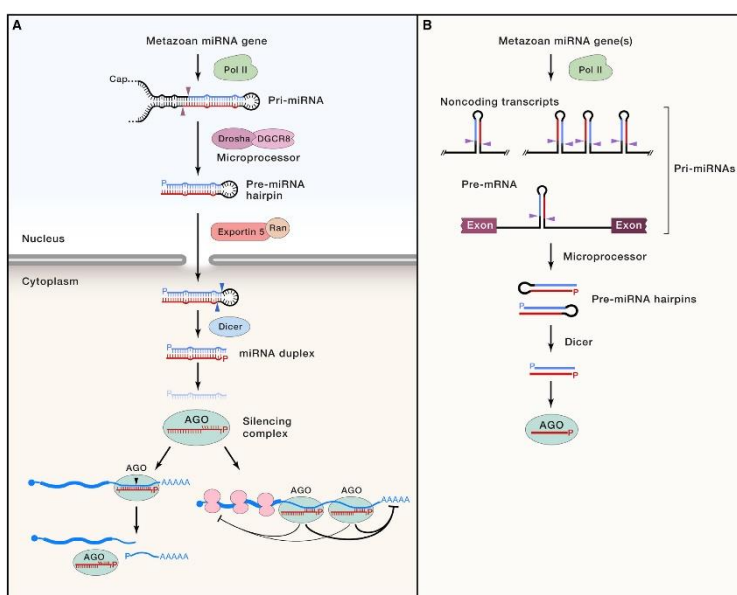 A
Metazoan miRNA gene
Pol II
Cap
Pri-miRNA
Drosha
DGCR8
Microprocessor
P
Pre-miRNA
hairpin
Exportin 5
Ran
Nucleus
Cytoplasm
P
Dicer
P
miRNA duplex
P
P
AGO
P
Silencing
complex
AGO
AAAAA
P
AGO
AGO
AAAAA
P
P
AGO
P
P
AAAAA
B
Metazoan miRNA gene(s)
Pol II
Noncoding transcripts
Pri-miRNAs
Pre-mRNA
Exon
Exon
Microprocessor
P
Pre-miRNA hairpins
P
Dicer
P
P
AGO
P